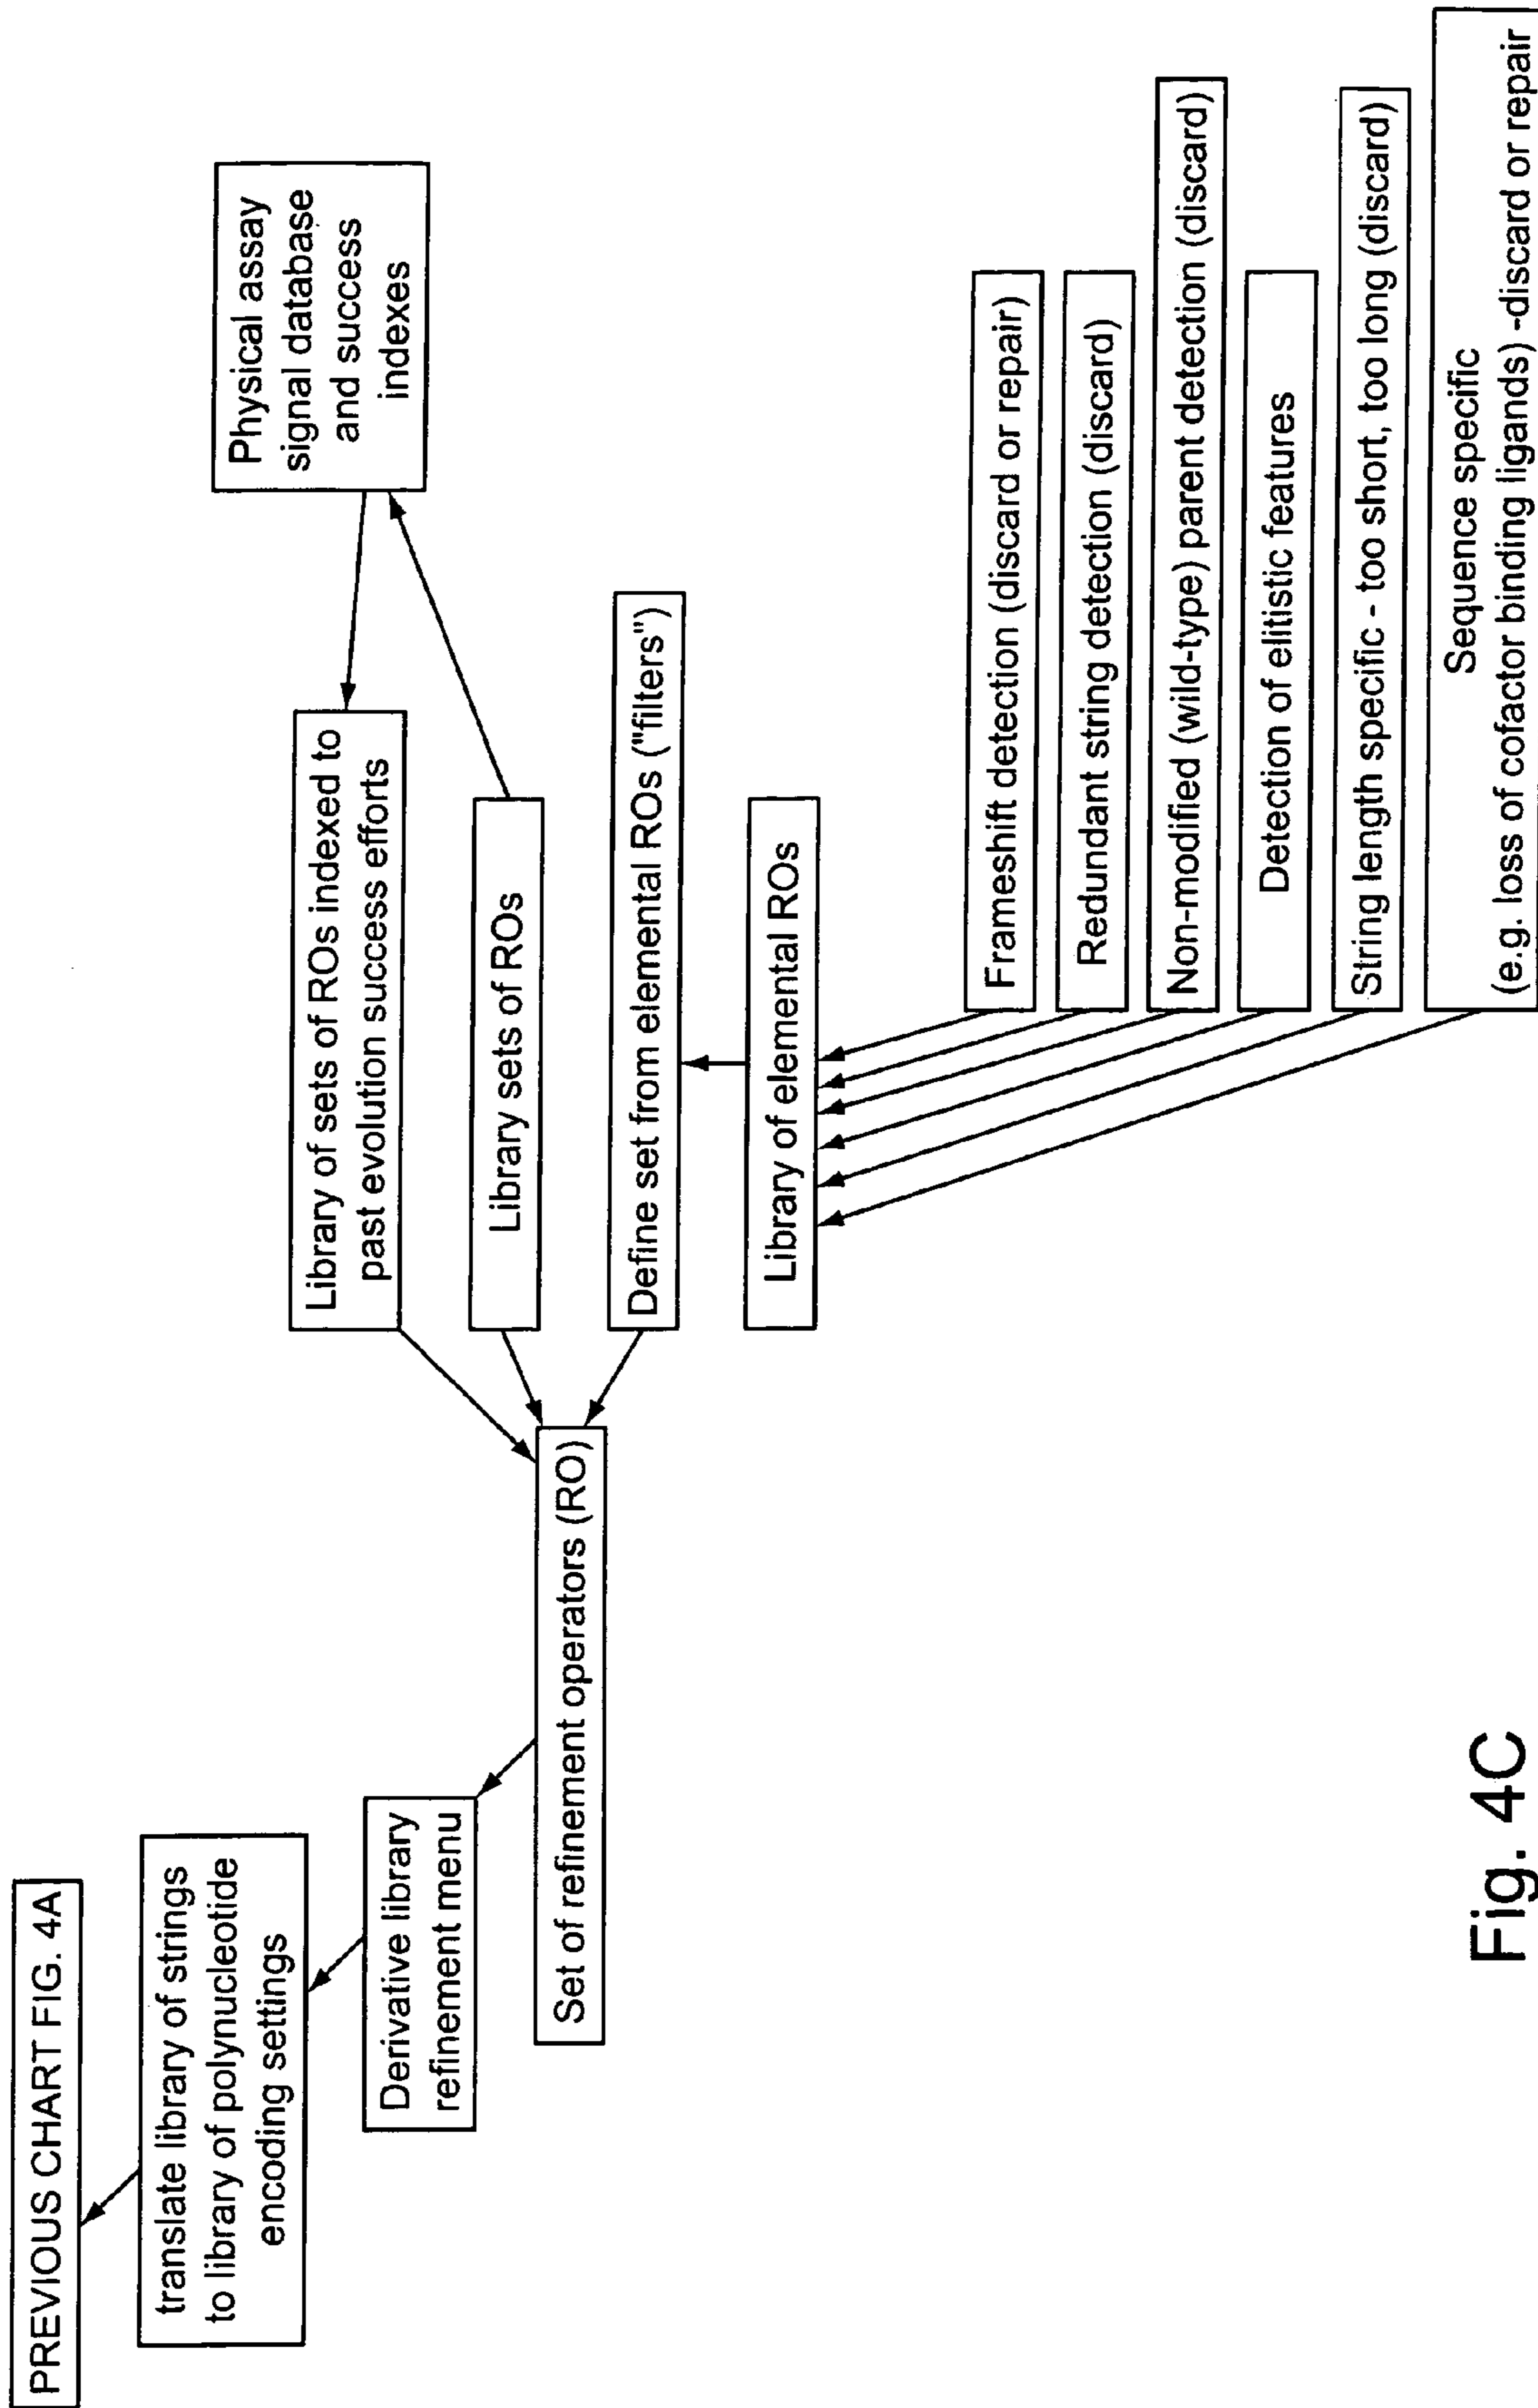 PREVIOUS CHART FIG. 4A
translate library of strings
to library of polynucleotide
encoding settings
Derivative library
refinement menu
Set of refinement operators (RO)
Physical assay
signal database
and success
indexes
Library of sets of ROs indexed to
past evolution success efforts
Library sets of ROs
Define set from elemental ROs ("filters")
Library of elemental ROs
Frameshift detection (discard or repair)
Redundant string detection (discard)
Non-modified (wild-type) parent detection (discard)
Detection of elitistic features
String length specific - too short, too long (discard)
Sequence specific
(e.g. loss of cofactor binding ligands) -discard or repair
Fig. 4C